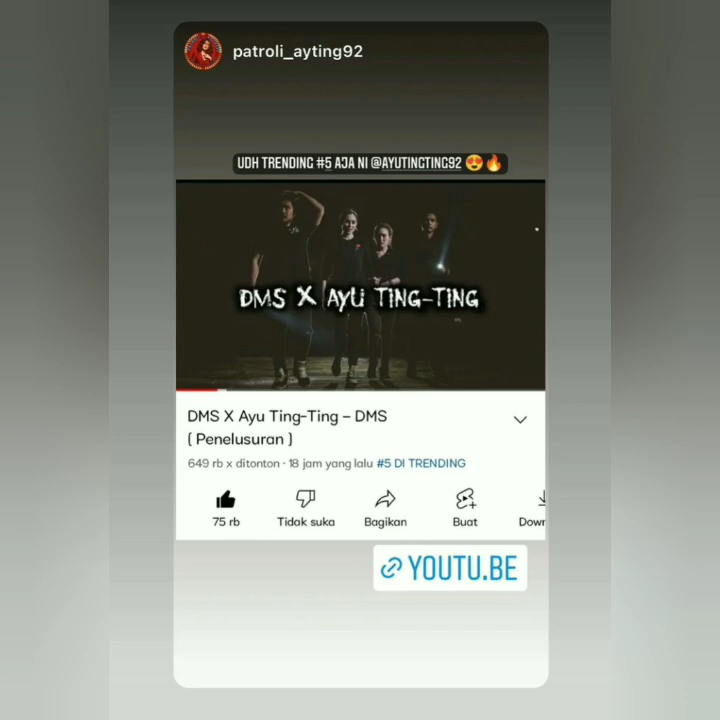 patroli_ayting92
UDH TRENDING #5 AJA NI @AYUTINGTING92 😍🔥
DMS X AYU TING-TING
DMS X Ayu Ting-Ting – DMS
( Penelusuran )
649 rb x ditonton · 18 jam yang lalu #5 DI TRENDING
75 rb
Tidak suka
Bagikan
Buat
Down
YOUTU.BE